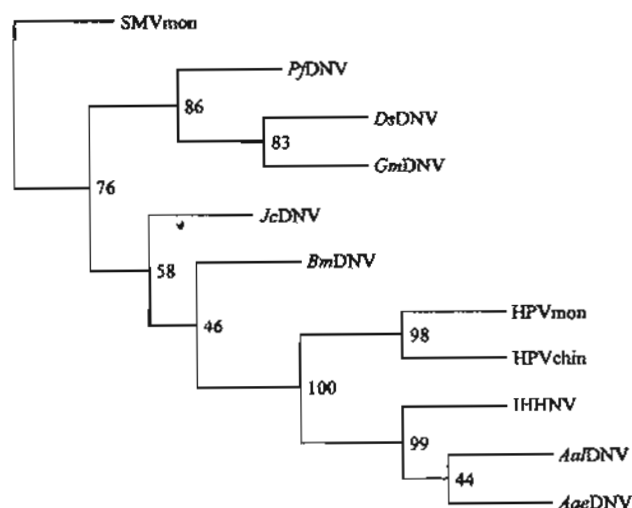 SMVmon
PfDNV
86
DsDNV
83
GmDNV
76
JcDNV
58
BmDNV
46
HPVmon
98
HPVchin
100
IHHNV
99
AalDNV
44
AaeDNV